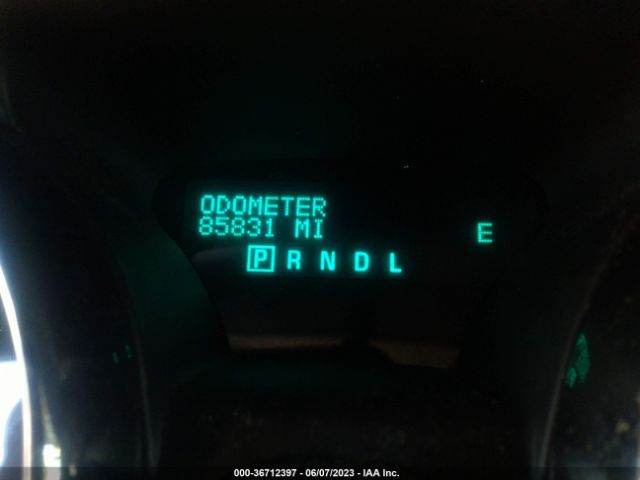 ODOMETER
85831 MI E
P R N D L
000-36712397 - 06/07/2023 - IAA Inc.